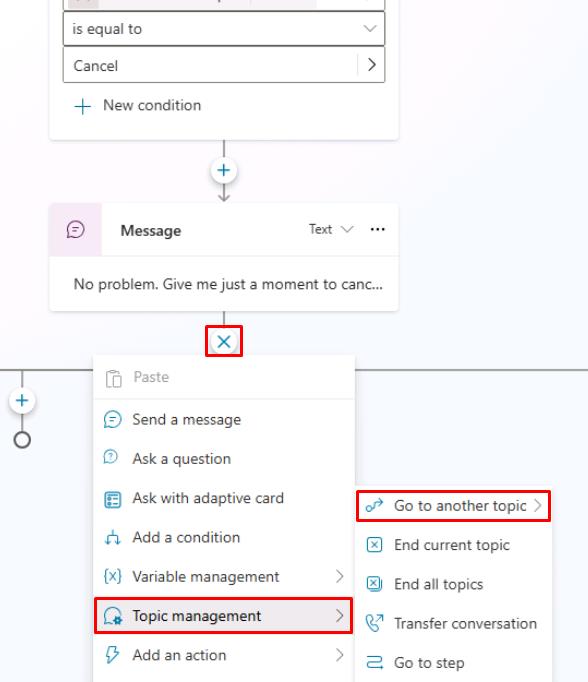 is equal to
Cancel
New condition
Message
Text
No problem. Give me just a moment to canc...
Paste
Send a message
Ask a question
Ask with adaptive card
Add a condition
Variable management
Topic management
Add an action
Go to another topic
End current topic
End all topics
Transfer conversation
Go to step